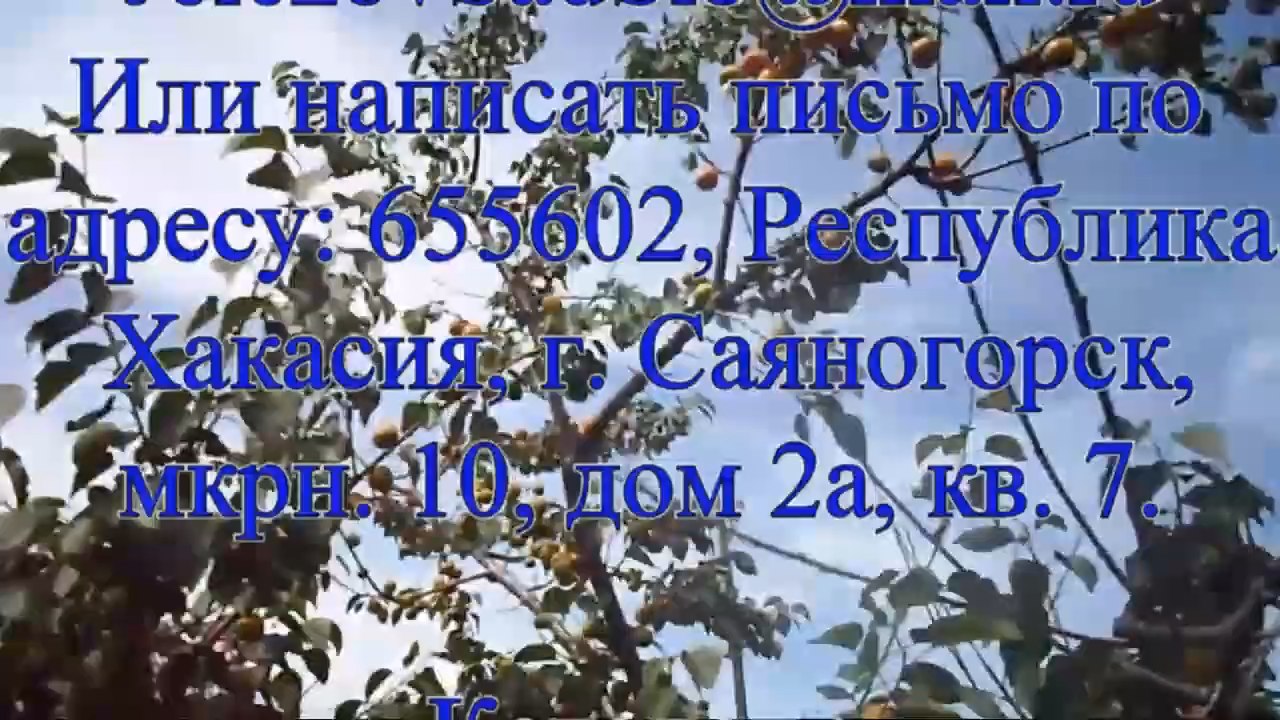 Или написать письмо по
адресу: 655602, Республика
Хакасия, г. Саяногорск,
мкрн. 10, дом 2а, кв. 7.